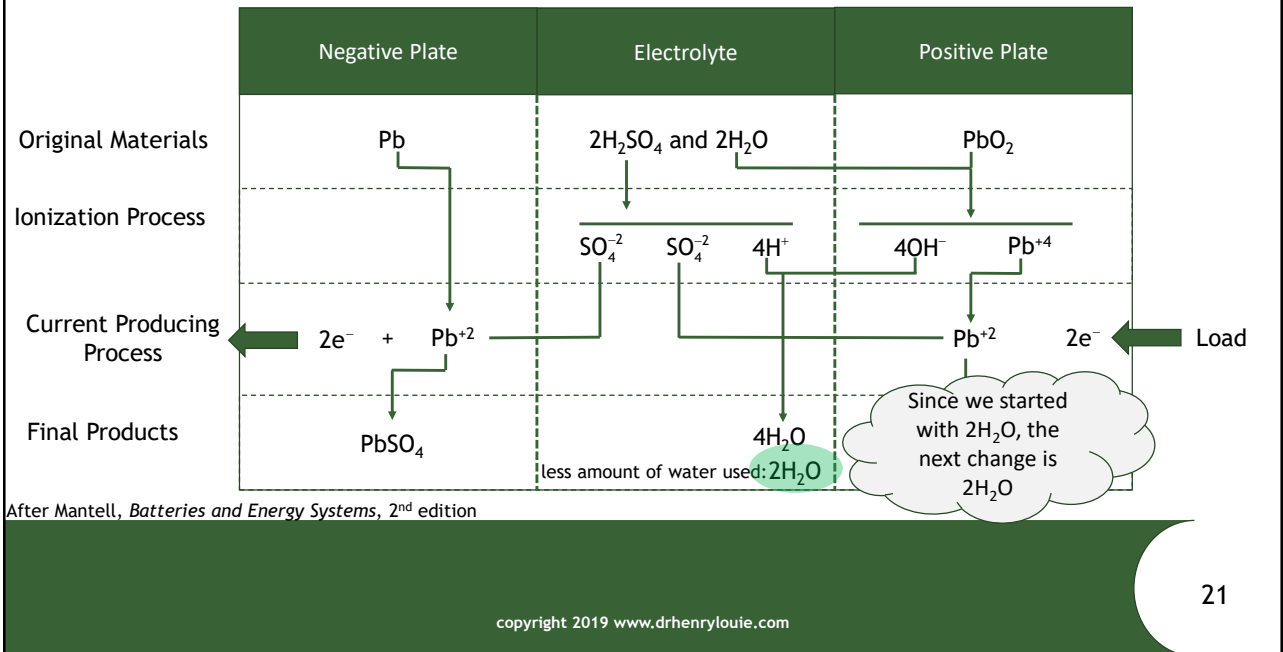 Negative Plate Electrolyte Positive Plate
Original Materials Pb 2H₂SO₄ and 2H₂O PbO₂
Ionization Process
SO₄⁻² SO₄⁻² 4H⁺ 4OH⁻ Pb⁺⁴
Current Producing
Process
2e⁻ + Pb⁺² Pb⁺² 2e⁻ Load
Final Products PbSO₄ 4H₂O
less amount of water used: 2H₂O
Since we started
with 2H₂O, the
next change is
2H₂O
After Mantell, Batteries and Energy Systems, 2ⁿᵈ edition
copyright 2019 www.drhenrylouie.com
21